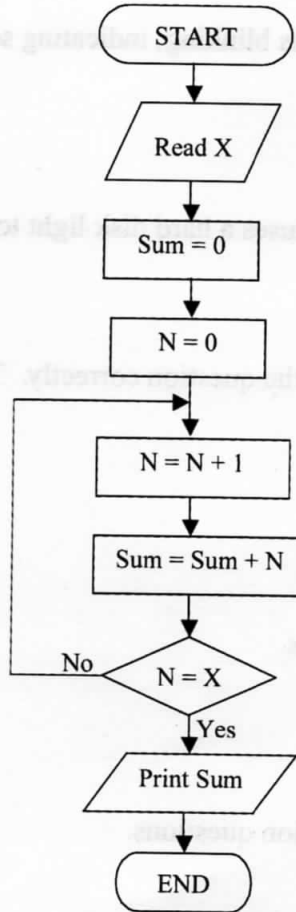 START
Read X
Sum = 0
N = 0
N = N + 1
Sum = Sum + N
N = X
No
Yes
Print Sum
END